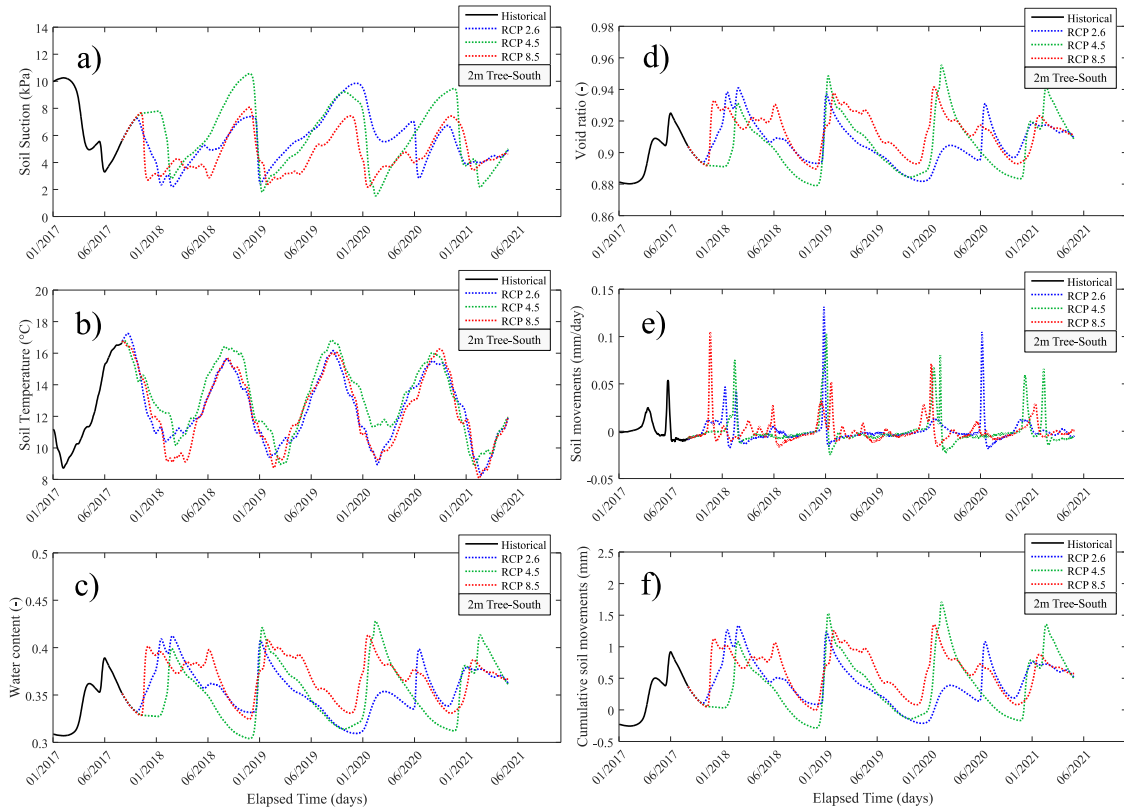 a)
Soil Suction (kPa)
14
12
10
8
6
4
2
0
01/2017
06/2017
01/2018
06/2018
01/2019
06/2019
01/2020
06/2020
01/2021
06/2021
Historical
RCP 2.6
RCP 4.5
RCP 8.5
2m Tree-South
d)
Void ratio (-)
0.98
0.96
0.94
0.92
0.9
0.88
0.86
01/2017
06/2017
01/2018
06/2018
01/2019
06/2019
01/2020
06/2020
01/2021
06/2021
Historical
RCP 2.6
RCP 4.5
RCP 8.5
2m Tree-South
b)
Soil Temperature (°C)
20
18
16
14
12
10
8
01/2017
06/2017
01/2018
06/2018
01/2019
06/2019
01/2020
06/2020
01/2021
06/2021
Historical
RCP 2.6
RCP 4.5
RCP 8.5
2m Tree-South
e)
Soil movements (mm/day)
0.15
0.1
0.05
0
-0.05
01/2017
06/2017
01/2018
06/2018
01/2019
06/2019
01/2020
06/2020
01/2021
06/2021
Historical
RCP 2.6
RCP 4.5
RCP 8.5
2m Tree-South
c)
Water content (-)
0.5
0.45
0.4
0.35
0.3
01/2017
06/2017
01/2018
06/2018
01/2019
06/2019
01/2020
06/2020
01/2021
06/2021
Elapsed Time (days)
Historical
RCP 2.6
RCP 4.5
RCP 8.5
2m Tree-South
f)
Cumulative soil movements (mm)
2.5
2
1.5
1
0.5
0
-0.5
01/2017
06/2017
01/2018
06/2018
01/2019
06/2019
01/2020
06/2020
01/2021
06/2021
Elapsed Time (days)
Historical
RCP 2.6
RCP 4.5
RCP 8.5
2m Tree-South